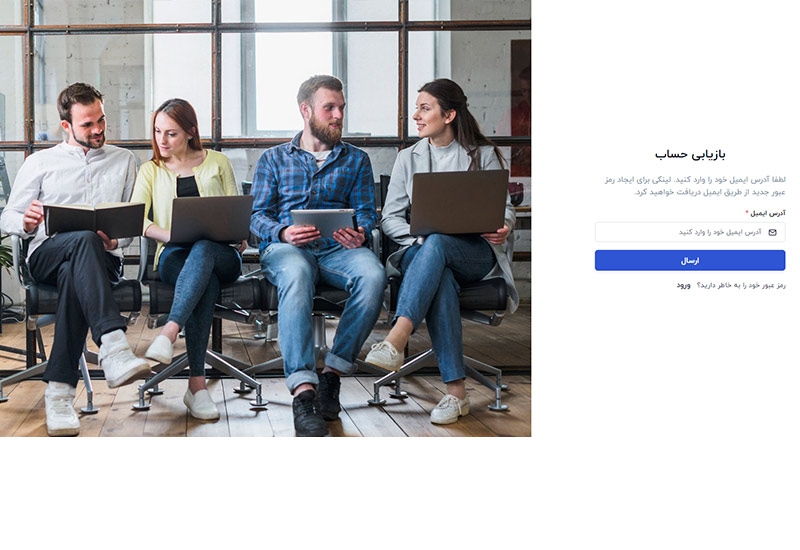 بازیابی حساب
لطفا آدرس ایمیل خود را وارد کنید. لینکی برای ایجاد رمز
عبور جدید از طریق ایمیل دریافت خواهید کرد.
آدرس ایمیل *
آدرس ایمیل خود را وارد کنید
ارسال
رمز عبور خود را به خاطر دارید؟ ورود